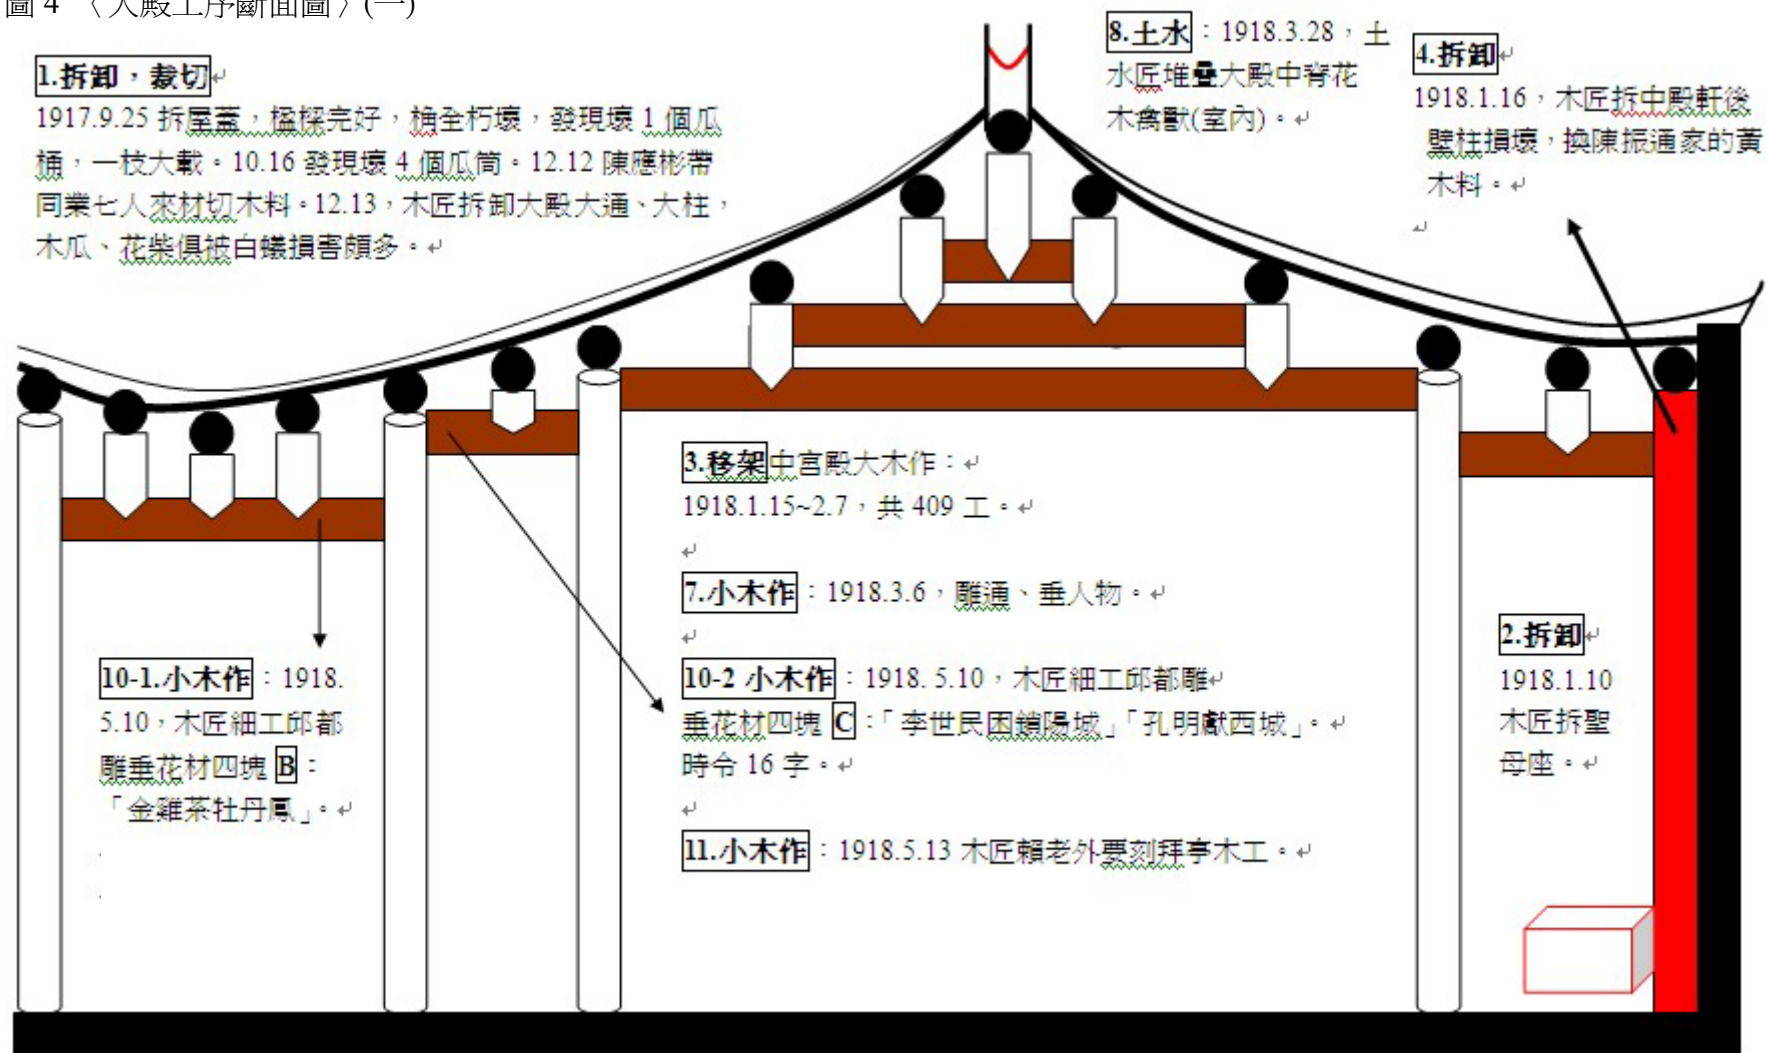 圖 4 〈大殿工序斷面圖〉(一)
1.拆卸，裁切
1917.9.25 拆屋蓋，楹樑完好，桷全朽壞，發現壞 1 個瓜
桶，一枝大載。10.16 發現壞 4 個瓜筒。12.12 陳應彬帶
同業七人來材切木料。12.13，木匠拆卸大殿大通、大柱，
木瓜、花柴俱被白蟻損害頗多。
8.土水：1918.3.28，土
水匠堆疊大殿中脊花
木禽獸(室內)。
4.拆卸
1918.1.16，木匠拆中殿軒後
壁柱損壞，換陳振通家的黃
木料。
3.移架中宮殿大木作：
1918.1.15~2.7，共 409 工。
7.小木作：1918.3.6，雕通、垂人物。
10-2 小木作：1918. 5.10，木匠細工邱都雕
垂花材四塊 C：「李世民困鎖陽城」「孔明獻西城」。
時令 16 字。
11.小木作：1918.5.13 木匠賴老外要刻拜亭木工。
10-1.小木作：1918.
5.10，木匠細工邱都
雕垂花材四塊 B：
「金雞茶牡丹鳳」。
2.拆卸
1918.1.10
木匠拆聖
母座。